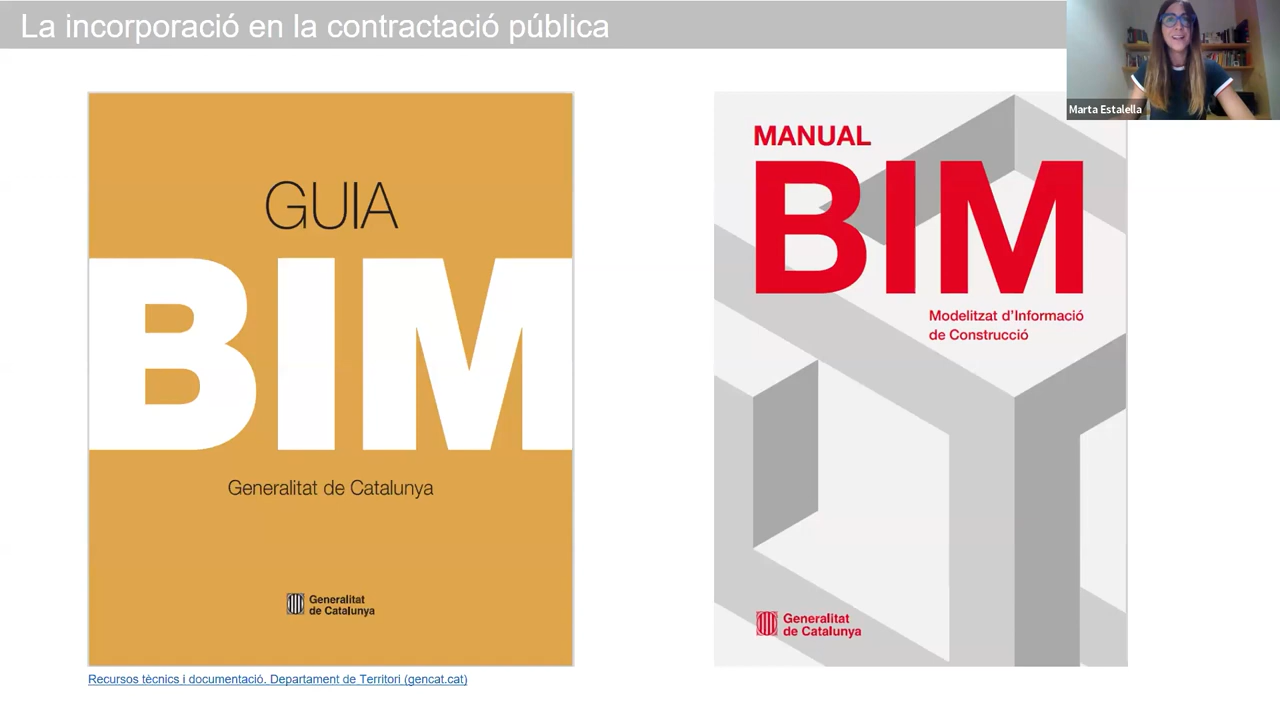 La incorporació en la contractació pública
Marta Estalella
GUIA
BIM
Generalitat de Catalunya
Generalitat
de Catalunya
MANUAL
BIM
Modelitzat d'Informació
de Construcció
Generalitat
de Catalunya
Recursos tècnics i documentació. Departament de Territori (gencat.cat)